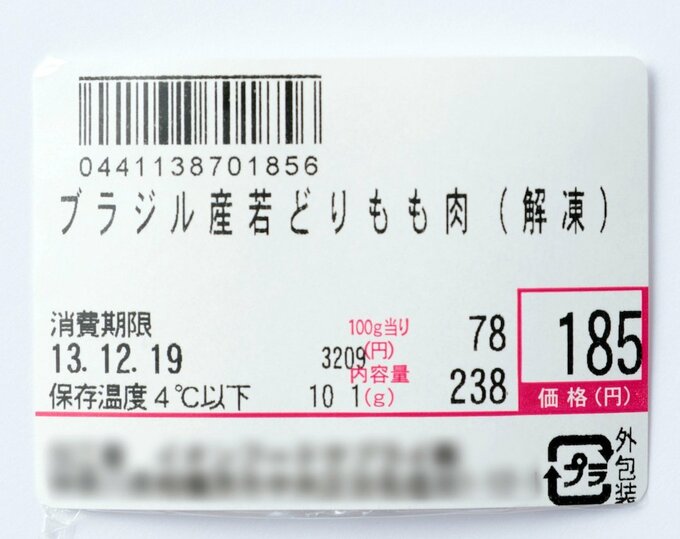 0441138701856
ブラジル産若どりもも肉(解凍)
消費期限
13.12.19
保存温度4℃以下
3209
10 1
100g当り
(円)
78
内容量
(g)
238
185
価格(円)
プラ
外包装